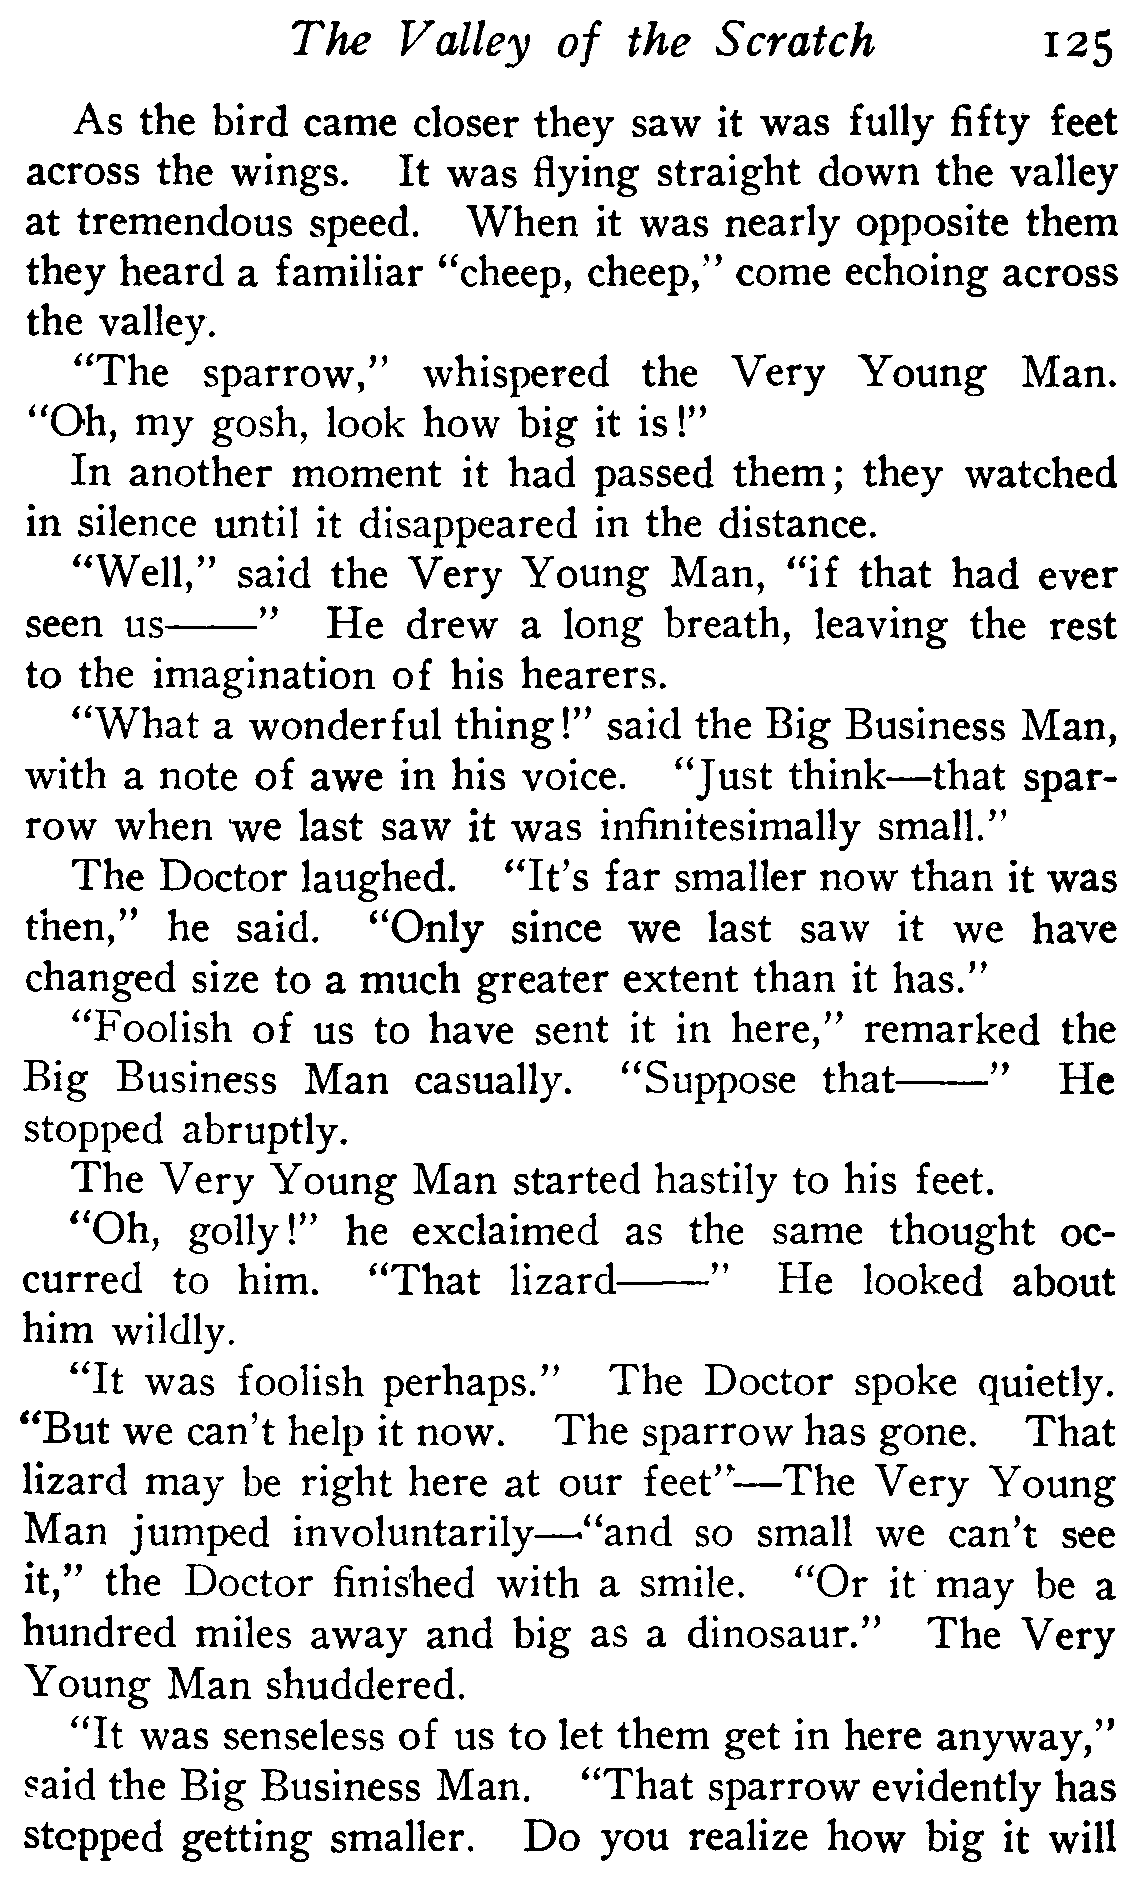 The Valley of the Scratch 125
As the bird came closer they saw it was fully fifty feet
across the wings. It was flying straight down the valley
at tremendous speed. When it was nearly opposite them
they heard a familiar "cheep, cheep," come echoing across
the valley.
"The sparrow," whispered the Very Young Man.
"Oh, my gosh, look how big it is!"
In another moment it had passed them; they watched
in silence until it disappeared in the distance.
"Well," said the Very Young Man, "if that had ever
seen us——" He drew a long breath, leaving the rest
to the imagination of his hearers.
"What a wonderful thing!" said the Big Business Man,
with a note of awe in his voice. "Just think—that spar-
row when we last saw it was infinitesimally small."
The Doctor laughed. "It's far smaller now than it was
then," he said. "Only since we last saw it we have
changed size to a much greater extent than it has."
"Foolish of us to have sent it in here," remarked the
Big Business Man casually. "Suppose that——" He
stopped abruptly.
The Very Young Man started hastily to his feet.
"Oh, golly!" he exclaimed as the same thought oc-
curred to him. "That lizard——" He looked about
him wildly.
"It was foolish perhaps." The Doctor spoke quietly.
"But we can't help it now. The sparrow has gone. That
lizard may be right here at our feet"—The Very Young
Man jumped involuntarily—"and so small we can't see
it," the Doctor finished with a smile. "Or it may be a
hundred miles away and big as a dinosaur." The Very
Young Man shuddered.
"It was senseless of us to let them get in here anyway,"
said the Big Business Man. "That sparrow evidently has
stopped getting smaller. Do you realize how big it will